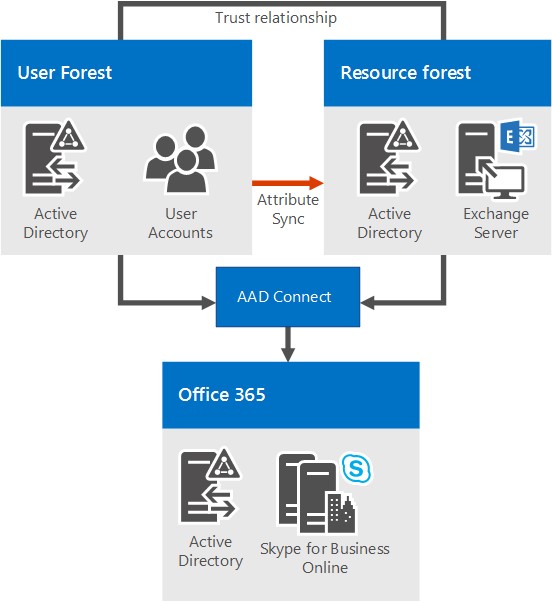 Trust relationship
User Forest
Resource forest
Active
Directory
User
Accounts
Attribute
Sync
Active
Directory
E
Exchange
Server
AAD Connect
Office 365
S
Active
Directory
Skype for Business
Online